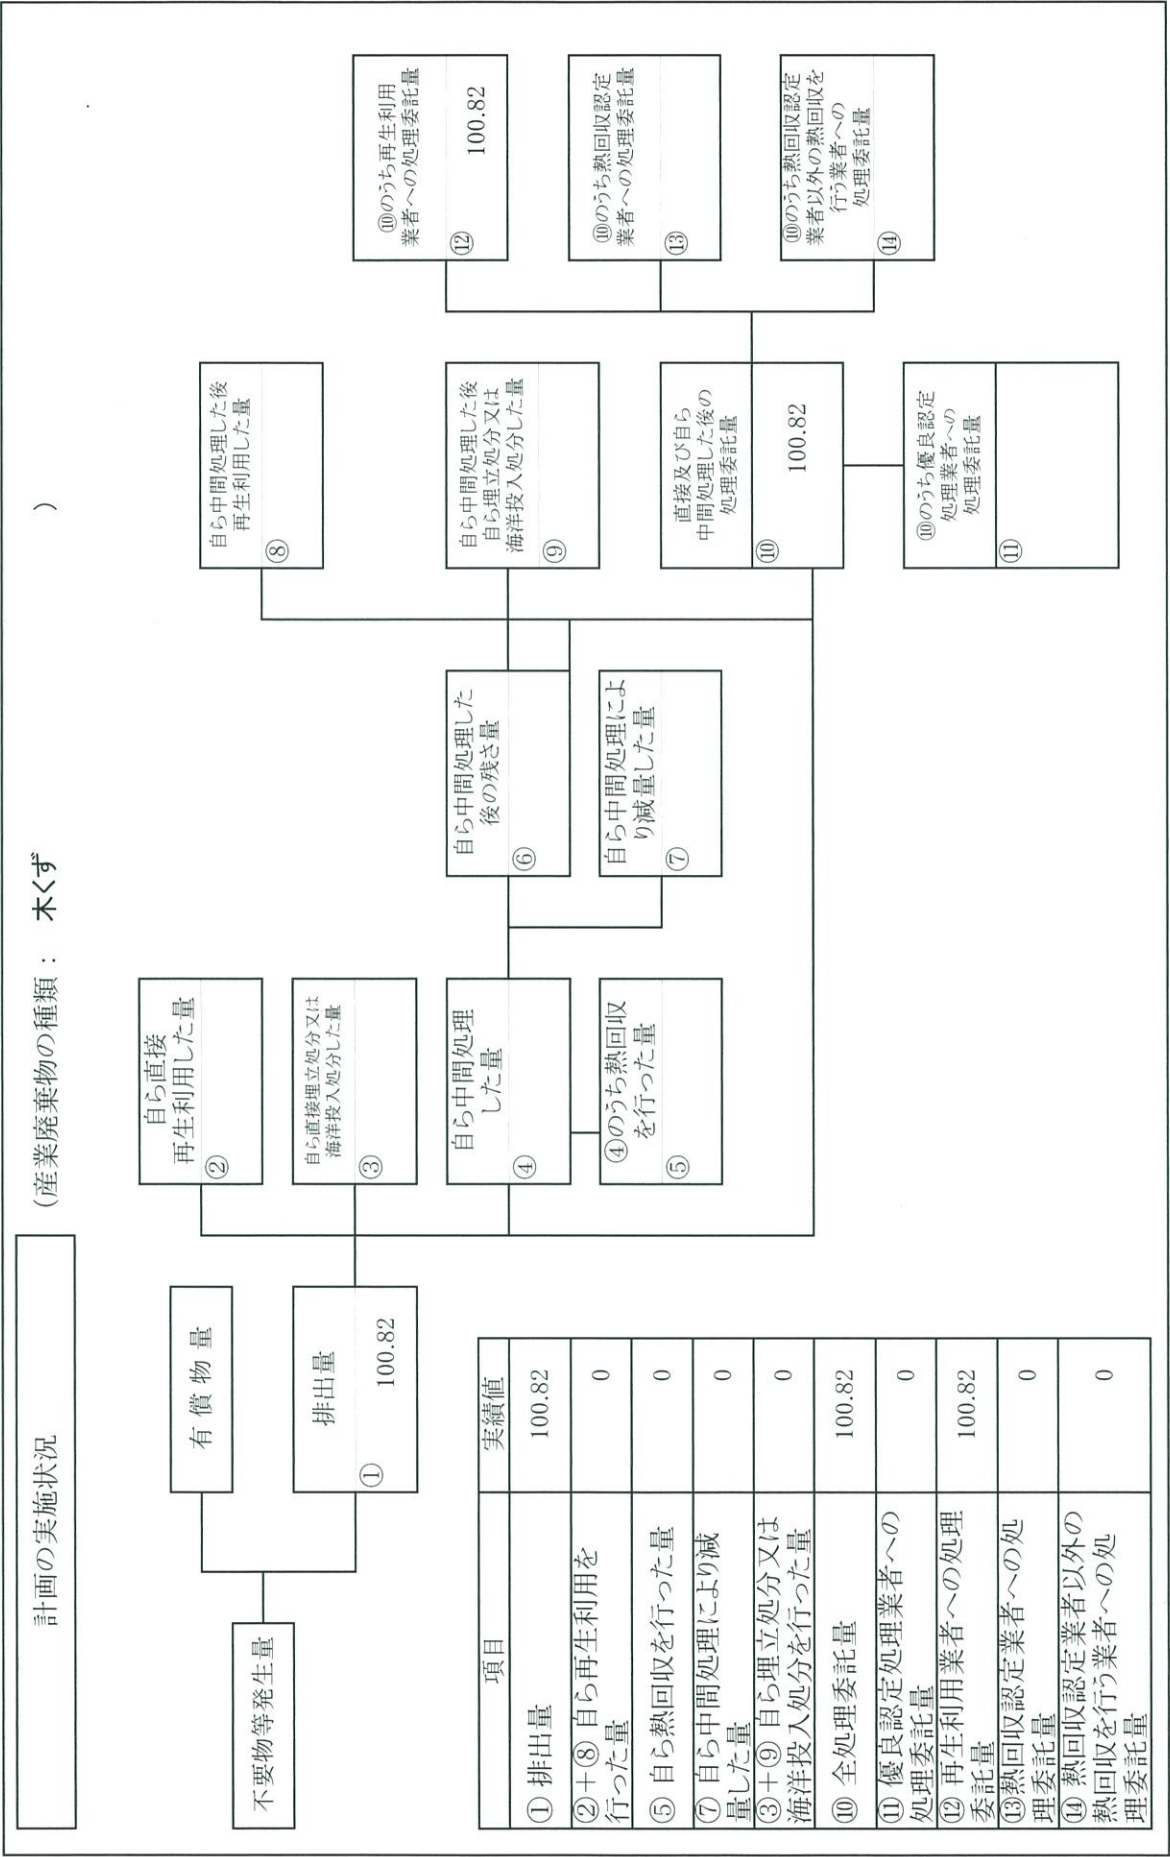 計画の実施状況
(産業廃棄物の種類： 木くず )
不要物等発生量
有償物量
排出量
① 100.82
自ら直接
再生利用した量
②
自ら直接埋立処分又は
海洋投入処分した量
③
自ら中間処理
した量
④
④のうち熱回収
を行った量
⑤
自ら中間処理した
後の残さ量
⑥
自ら中間処理によ
り減量した量
⑦
自ら中間処理した後
再生利用した量
⑧
自ら中間処理した後
自ら埋立処分又は
海洋投入処分した量
⑨
直接及び自ら
中間処理した後の
処理委託量
⑩ 100.82
⑩のうち優良認定
処理業者への
処理委託量
⑪
⑩のうち再生利用
業者への処理委託量
⑫ 100.82
⑩のうち熱回収認定
業者への処理委託量
⑬
⑩のうち熱回収認定
業者以外の熱回収を
行う業者への
処理委託量
⑭
項目 実績値
① 排出量 100.82
②＋⑧ 自ら再生利用を
行った量 0
⑤ 自ら熱回収を行った量 0
⑦ 自ら中間処理により減
量した量 0
③＋⑨ 自ら埋立処分又は
海洋投入処分を行った量 0
⑩ 全処理委託量 100.82
⑪ 優良認定処理業者への
処理委託量 0
⑫ 再生利用業者への処理
委託量 100.82
⑬熱回収認定業者への処
理委託量 0
⑭ 熱回収認定業者以外の
熱回収を行う業者への処
理委託量 0